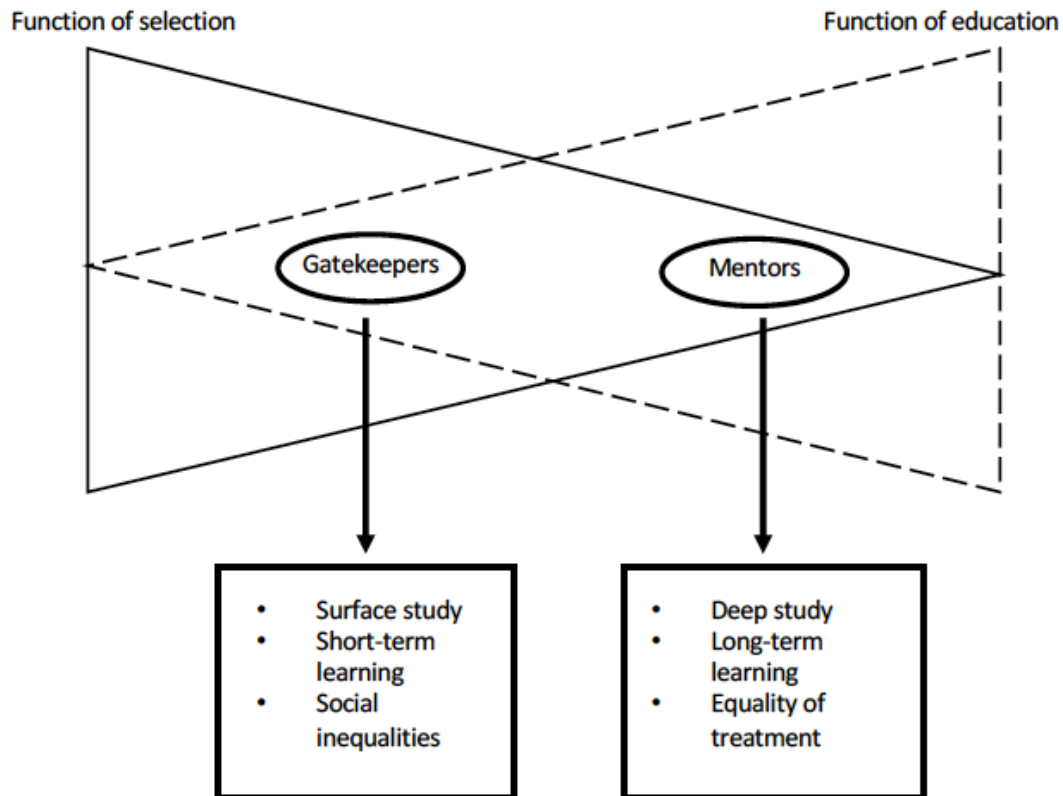 Function of selection
Function of education
Gatekeepers
Mentors
• Surface study
• Short-term
learning
• Social
inequalities
• Deep study
• Long-term
learning
• Equality of
treatment